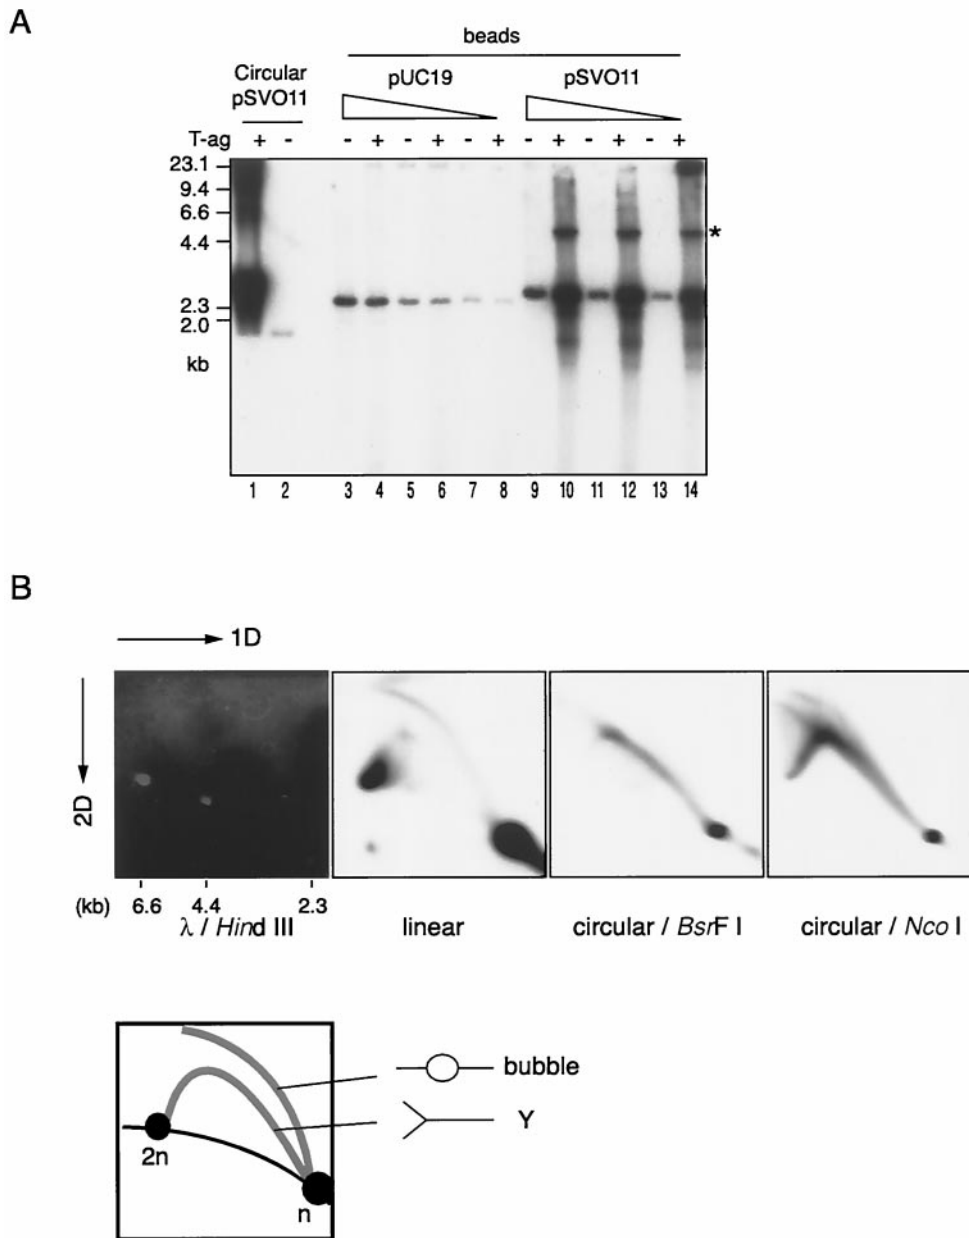 A
beads
Circular pSVO11
pUC19
pSVO11
T-ag + - - + - + - + - + - + - +
23.1
9.4
6.6
4.4
*
2.3
2.0
kb
1 2 3 4 5 6 7 8 9 10 11 12 13 14
B
1D
2D
(kb) 6.6 4.4 2.3
λ / Hind III
linear
circular / BsrF I
circular / Nco I
bubble
Y
2n
n